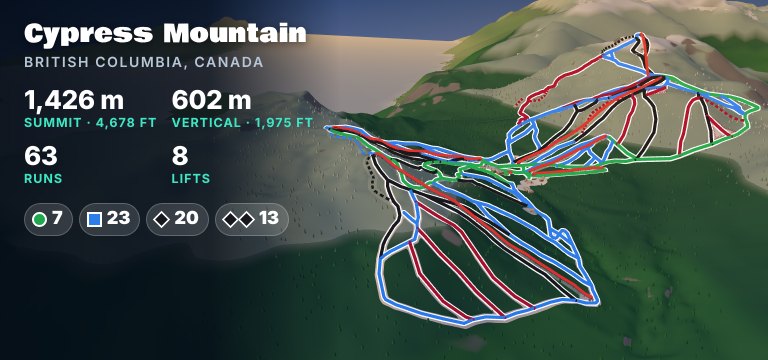 Cypress Mountain
BRITISH COLUMBIA, CANADA
1,426 m 602 m
SUMMIT · 4,678 FT VERTICAL · 1,975 FT
63 8
RUNS LIFTS
7 23 20 13